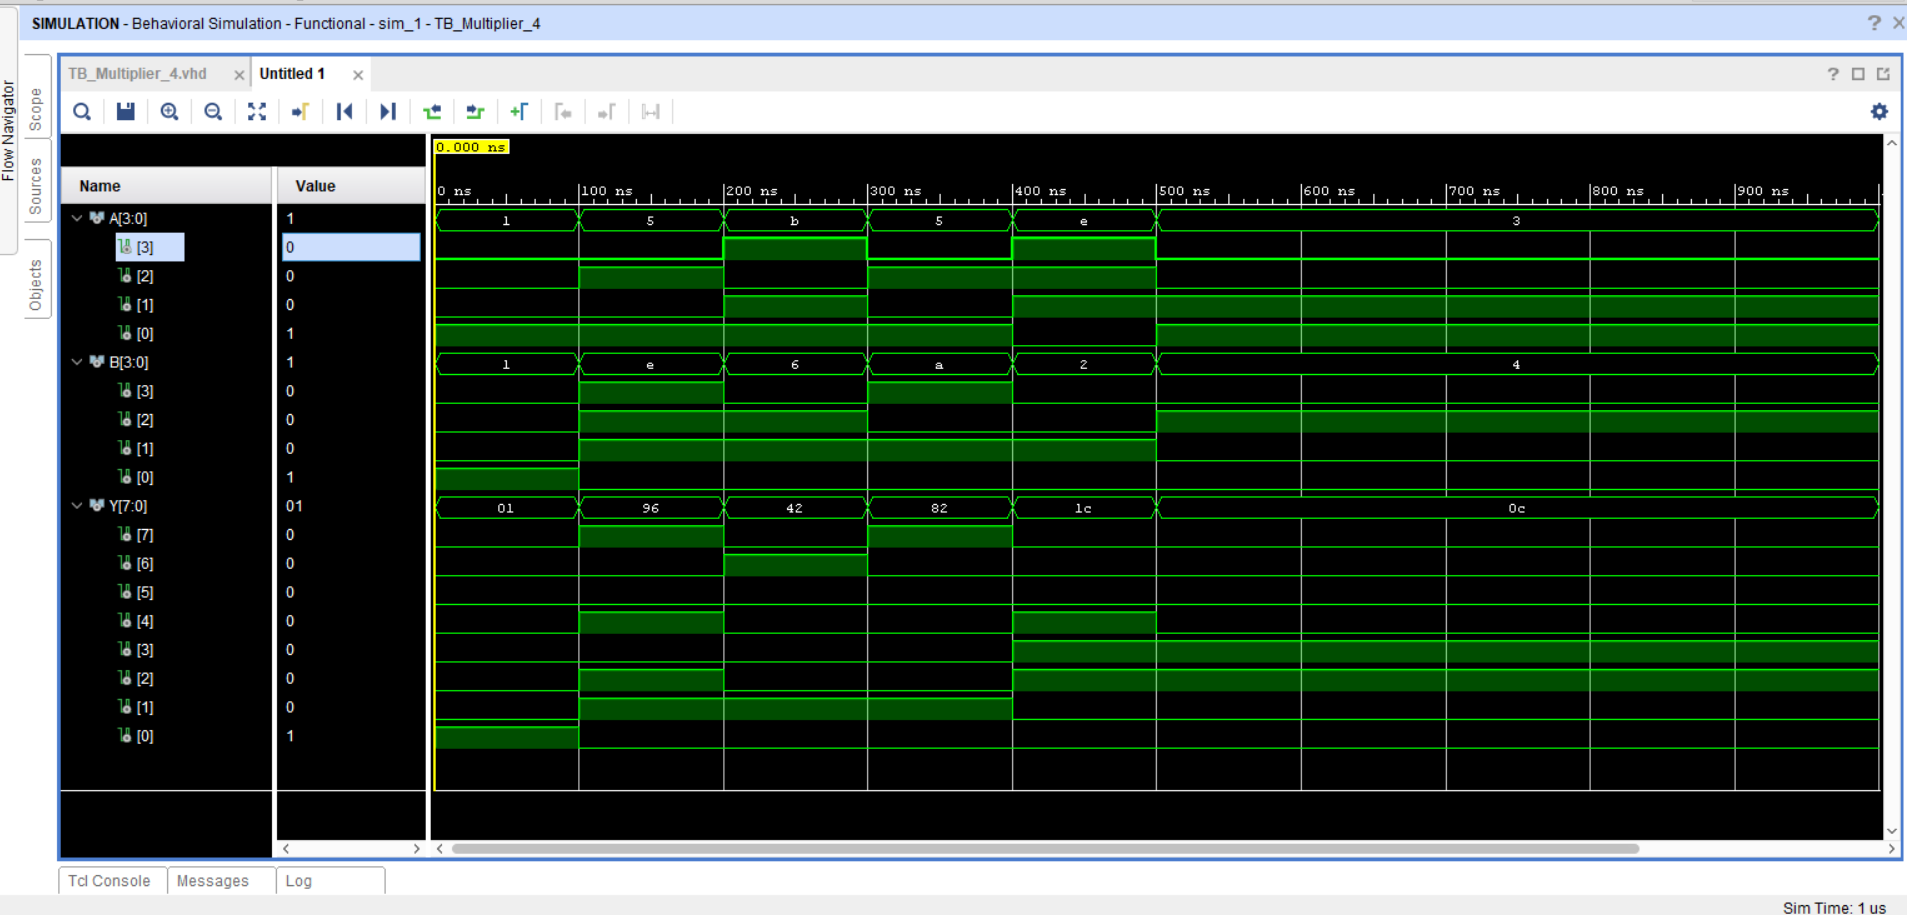 SIMULATION - Behavioral Simulation - Functional - sim_1 - TB_Multiplier_4
Flow Navigator
Scope
Sources
Objects
TB_Multiplier_4.vhd
Untitled 1
0.000 ns
Name Value
0 ns 100 ns 200 ns 300 ns 400 ns 500 ns 600 ns 700 ns 800 ns 900 ns
A[3:0] 1 1 5 b 5 e 3
[3] 0
[2] 0
[1] 0
[0] 1
B[3:0] 1 1 e 6 a 2 4
[3] 0
[2] 0
[1] 0
[0] 1
Y[7:0] 01 01 96 42 82 1c 0c
[7] 0
[6] 0
[5] 0
[4] 0
[3] 0
[2] 0
[1] 0
[0] 1
Tcl Console Messages Log
Sim Time: 1 us